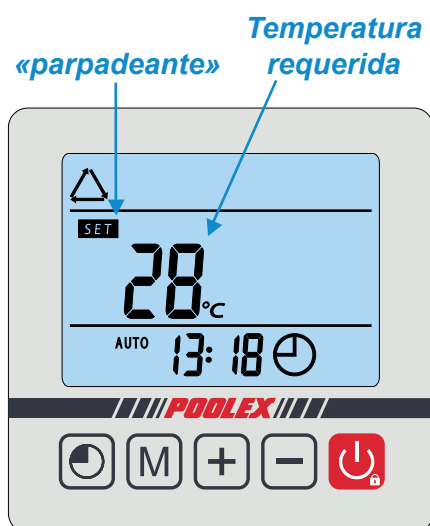 Temperatura
«parpadeante» requerida
SET
28°C
AUTO 13:18
POOLEX
M + −